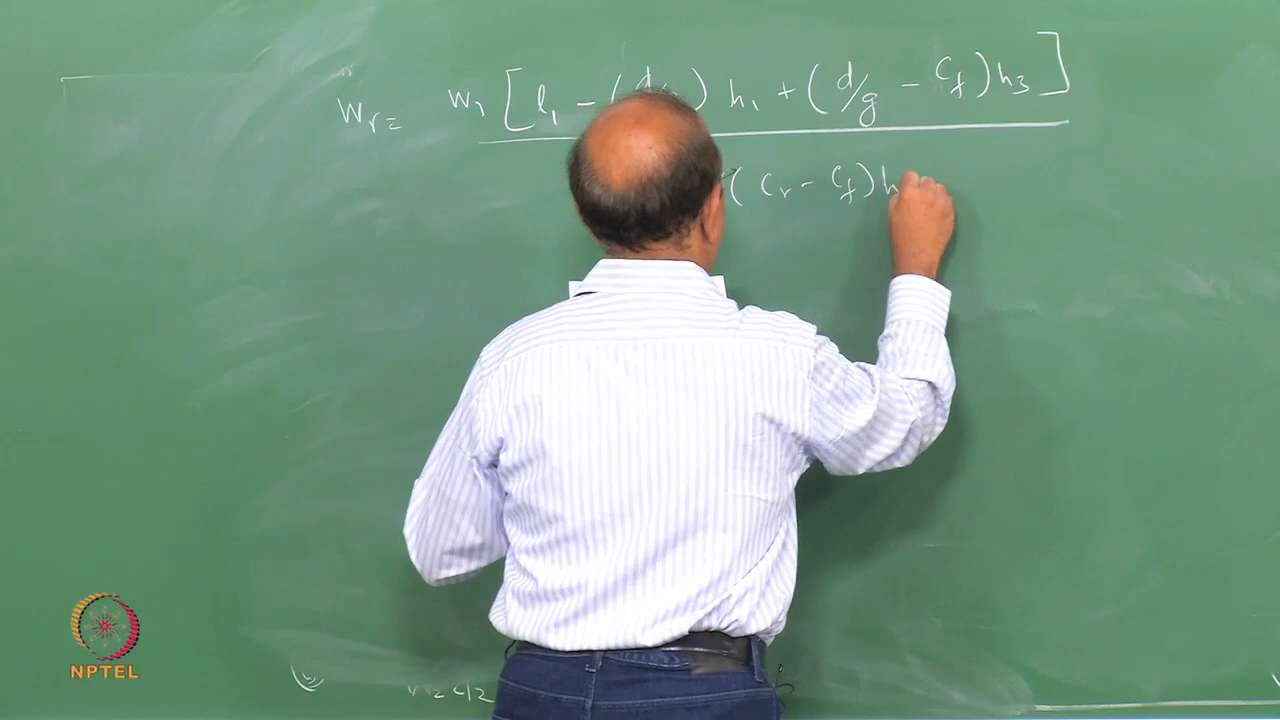 Wr = W1 [ l1 - ( d ) h1 + ( d/g - Cf ) h3 ]
( Cr - Cf ) h
NPTEL